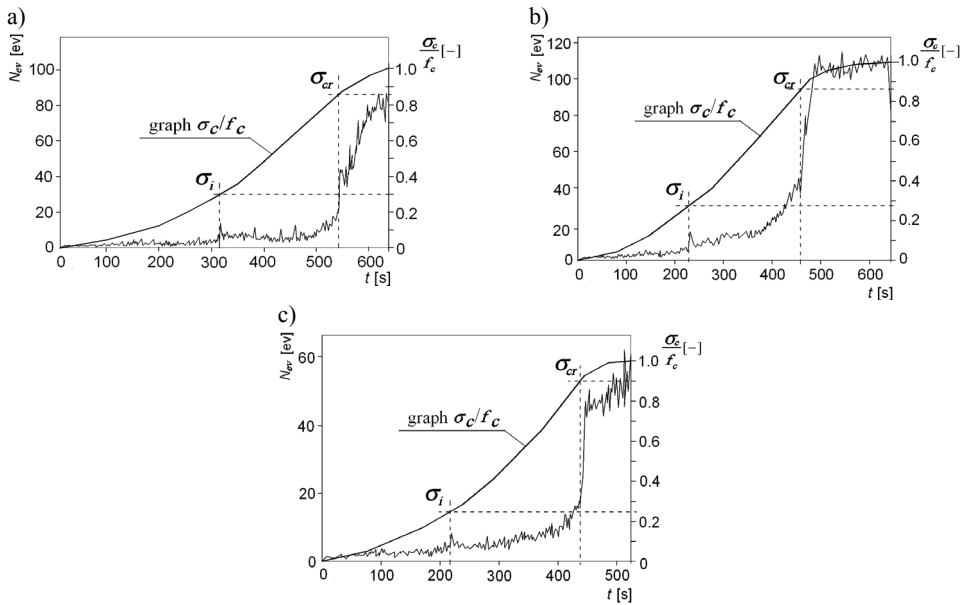 a)
N_ev [ev]
σ_c/f_c [–]
100
80
60
40
20
0
1.0
0.8
0.6
0.4
0.2
0
σ_cr
graph σ_c/f_c
σ_i
0 100 200 300 400 500 600
t [s]
b)
N_ev [ev]
σ_c/f_c [–]
120
100
80
60
40
20
0
1.0
0.8
0.6
0.4
0.2
0
σ_cr
graph σ_c/f_c
σ_i
0 100 200 300 400 500 600
t [s]
c)
N_ev [ev]
σ_c/f_c [–]
60
40
20
0
1.0
0.8
0.6
0.4
0.2
0
σ_cr
graph σ_c/f_c
σ_i
0 100 200 300 400 500
t [s]